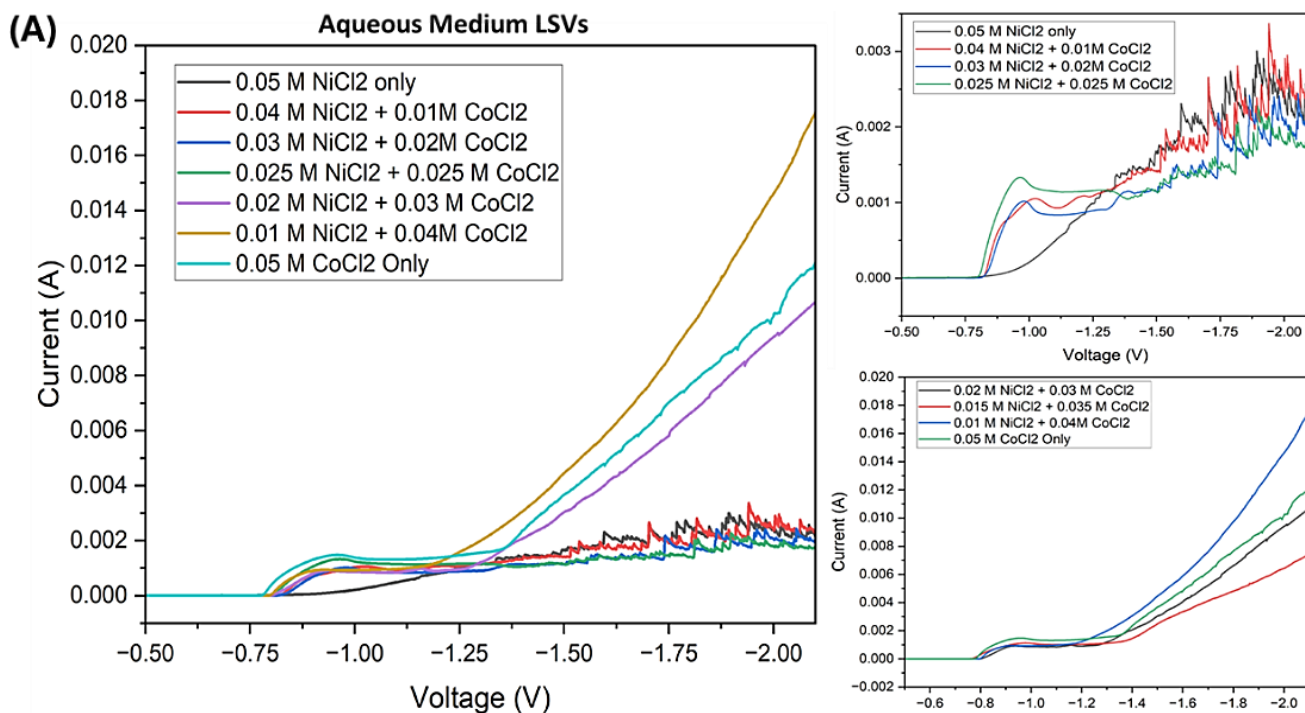 (A)
Aqueous Medium LSVs
0.020
0.018
0.016
0.014
0.012
0.010
0.008
0.006
0.004
0.002
0.000
Current (A)
0.05 M NiCl2 only
0.04 M NiCl2 + 0.01M CoCl2
0.03 M NiCl2 + 0.02M CoCl2
0.025 M NiCl2 + 0.025 M CoCl2
0.02 M NiCl2 + 0.03 M CoCl2
0.01 M NiCl2 + 0.04M CoCl2
0.05 M CoCl2 Only
−0.50 −0.75 −1.00 −1.25 −1.50 −1.75 −2.00
Voltage (V)
0.003
0.002
0.001
0.000
Current (A)
0.05 M NiCl2 only
0.04 M NiCl2 + 0.01M CoCl2
0.03 M NiCl2 + 0.02M CoCl2
0.025 M NiCl2 + 0.025 M CoCl2
−0.50 −0.75 −1.00 −1.25 −1.50 −1.75 −2.00
Voltage (V)
0.020
0.018
0.016
0.014
0.012
0.010
0.008
0.006
0.004
0.002
0.000
−0.002
Current (A)
0.02 M NiCl2 + 0.03 M CoCl2
0.015 M NiCl2 + 0.035 M CoCl2
0.01 M NiCl2 + 0.04M CoCl2
0.05 M CoCl2 Only
−0.6 −0.8 −1.0 −1.2 −1.4 −1.6 −1.8 −2.0
Voltage (V)